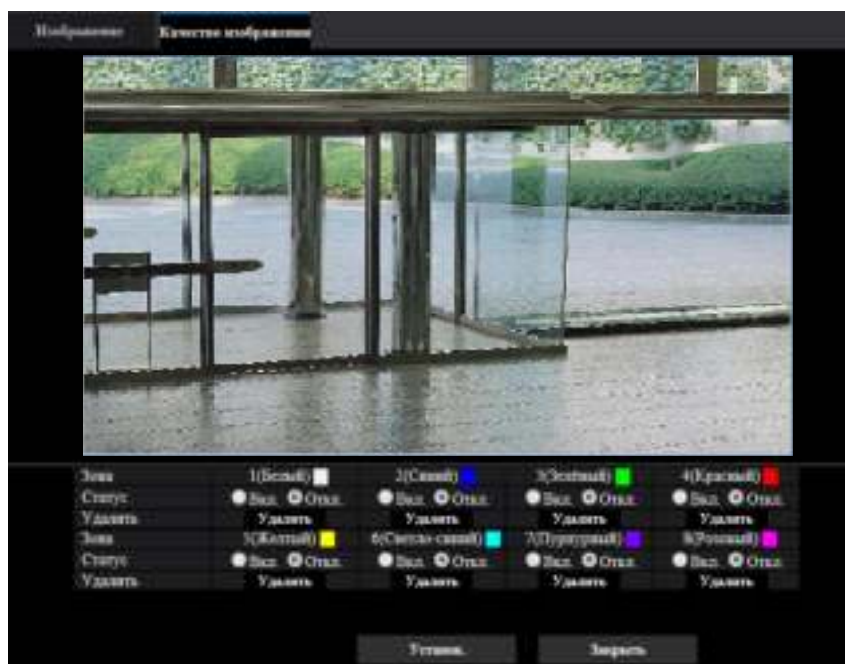 Изображение Качество изображения
Зона 1(Белый) 2(Синий) 3(Зелёный) 4(Красный)
Статус Вкл. Откл. Вкл. Откл. Вкл. Откл. Вкл. Откл.
Удалить Удалить Удалить Удалить Удалить
Зона 5(Желтый) 6(Светло-синий) 7(Пурпурный) 8(Розовый)
Статус Вкл. Откл. Вкл. Откл. Вкл. Откл. Вкл. Откл.
Удалить Удалить Удалить Удалить Удалить
Установ. Закрыть